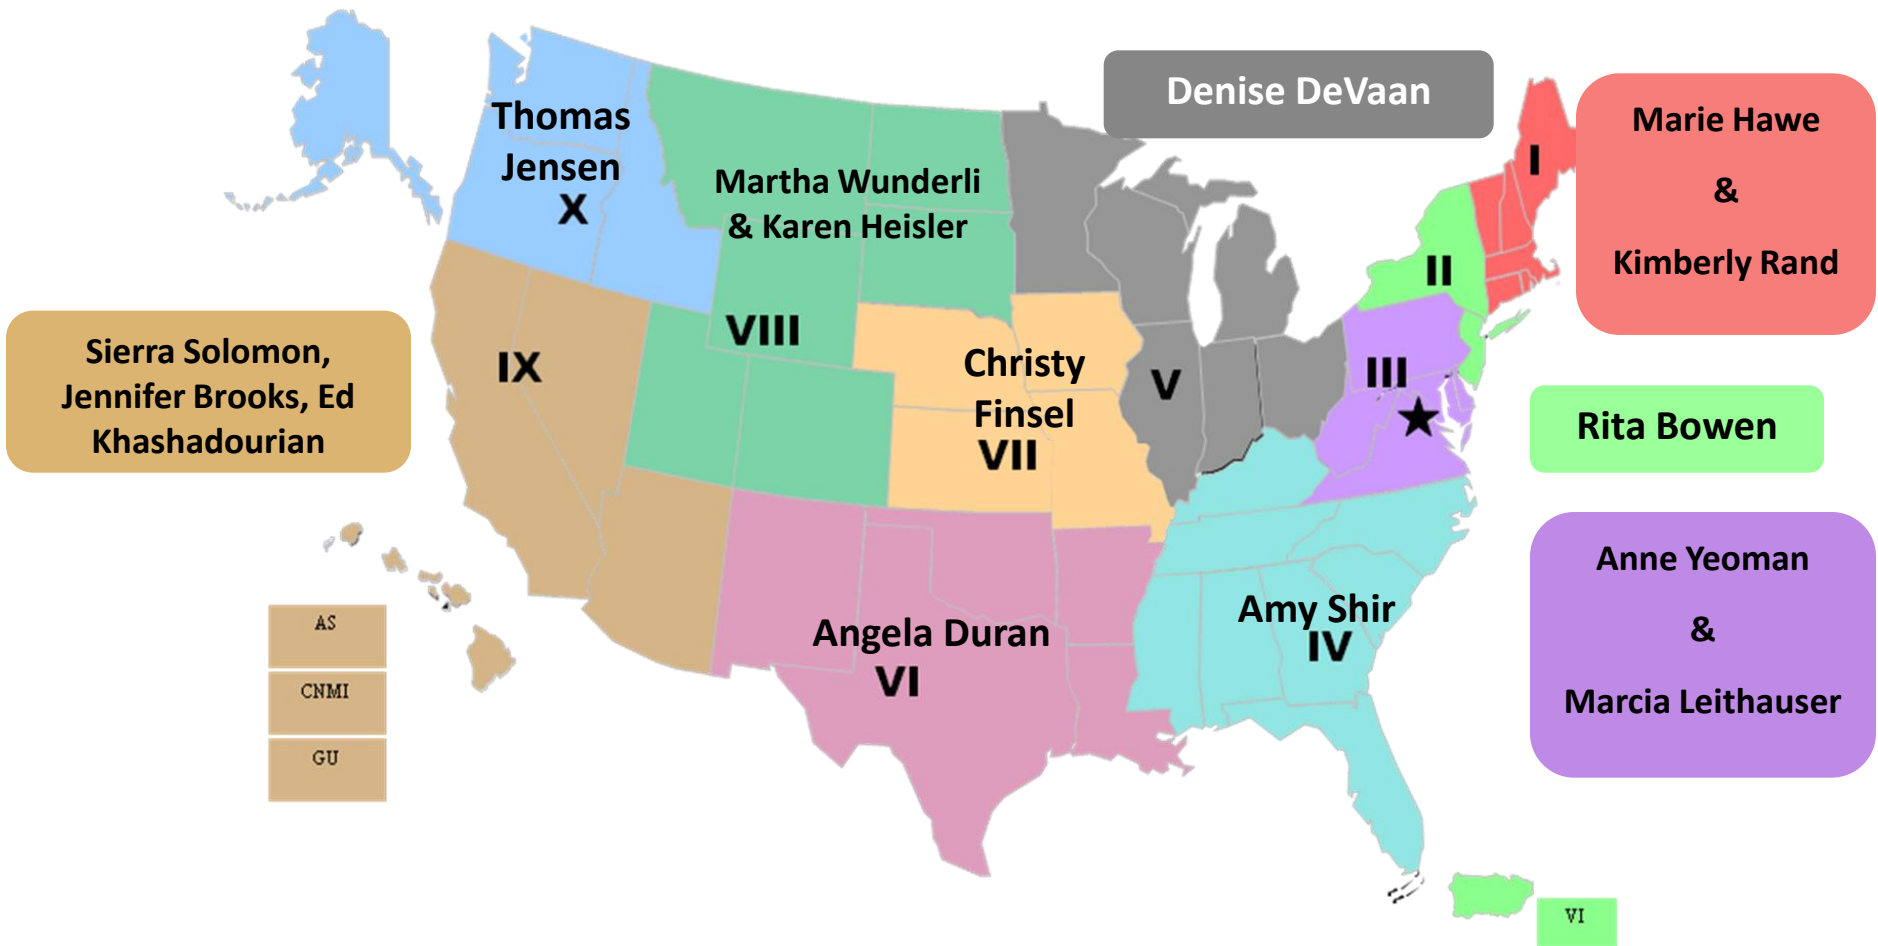 Denise DeVaan
Marie Hawe
&
Kimberly Rand
I
Thomas
Jensen
X
Martha Wunderli
& Karen Heisler
II
VIII
Sierra Solomon,
Jennifer Brooks, Ed
Khashadourian
IX
Christy
Finsel
VII
V
III
Rita Bowen
Anne Yeoman
&
Marcia Leithauser
Amy Shir
IV
Angela Duran
VI
AS
CNMI
GU
VI